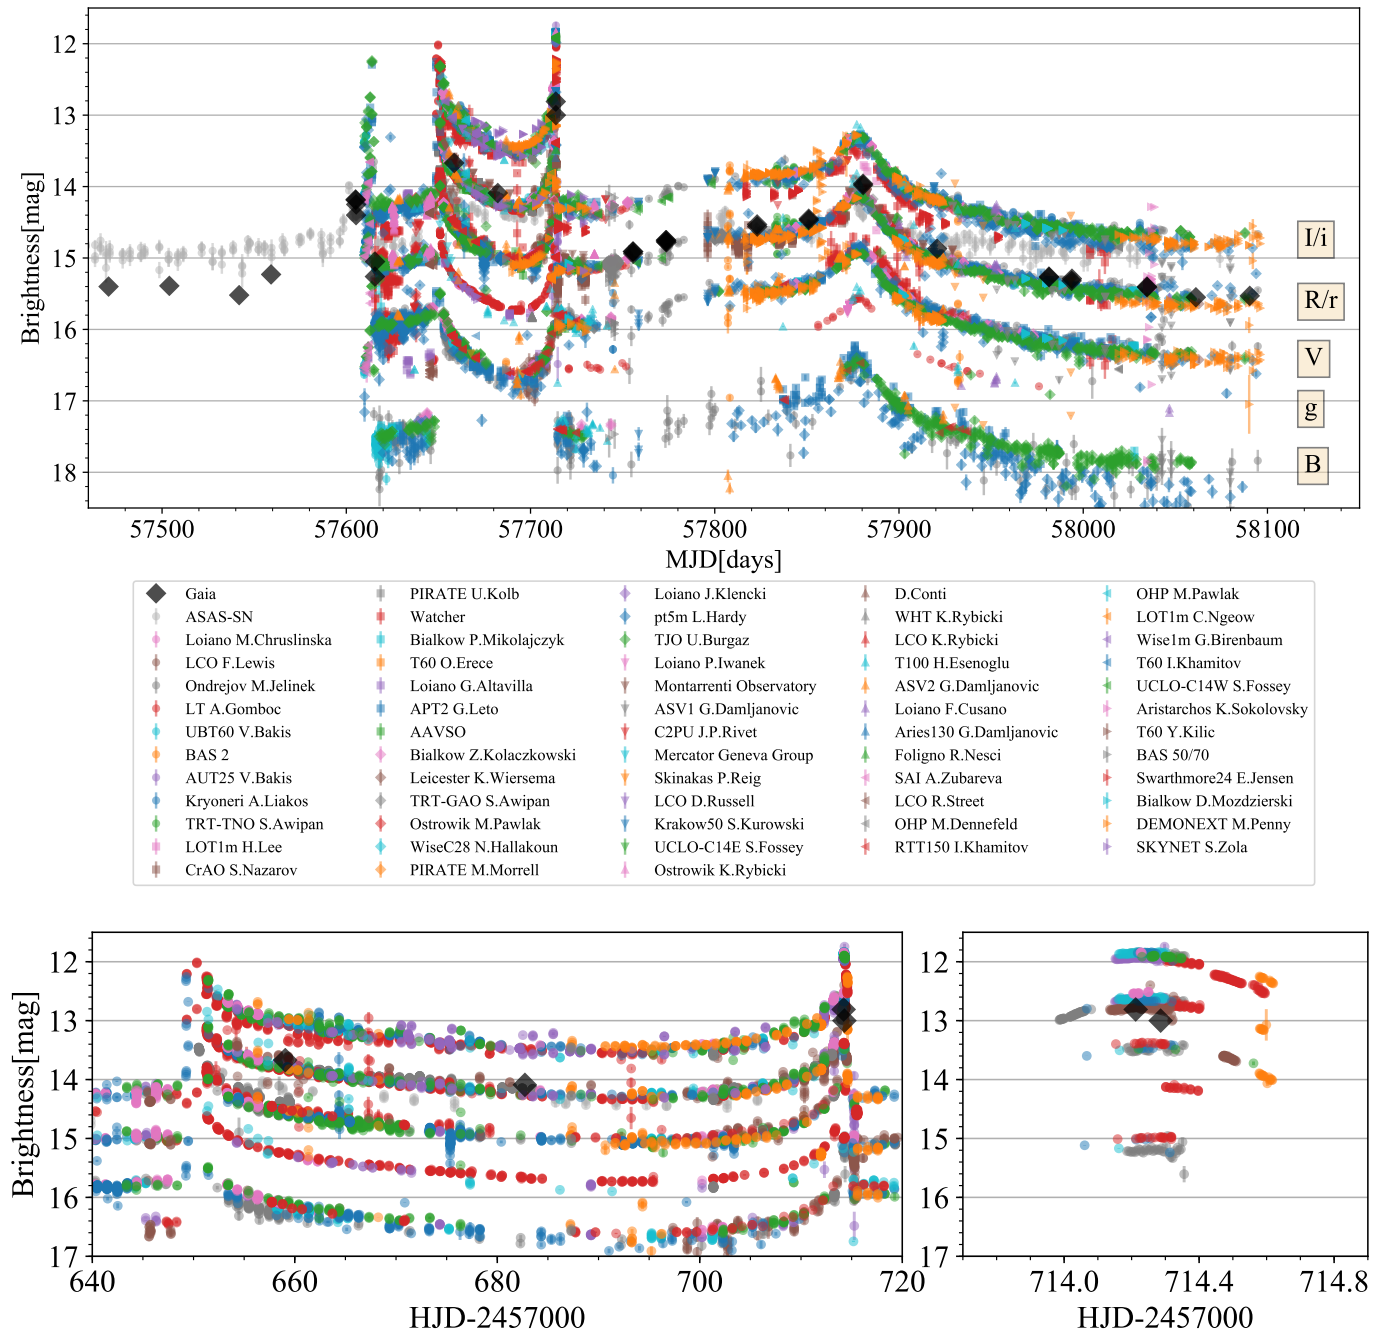 12
13
14
15
16
17
18
Brightness[mag]
I/i
R/r
V
g
B
57500 57600 57700 57800 57900 58000 58100
MJD[days]
Gaia PIRATE U.Kolb Loiano J.Klencki D.Conti OHP M.Pawlak
ASAS-SN Watcher pt5m L.Hardy WHT K.Rybicki LOT1m C.Ngeow
Loiano M.Chruslinska Bialkow P.Mikolajczyk TJO U.Burgaz LCO K.Rybicki Wise1m G.Birenbaum
LCO F.Lewis T60 O.Erece Loiano P.Iwanek T100 H.Esenoglu T60 I.Khamitov
Ondrejov M.Jelinek Loiano G.Altavilla Montarrenti Observatory ASV2 G.Damljanovic UCLO-C14W S.Fossey
LT A.Gomboc APT2 G.Leto ASV1 G.Damljanovic Loiano F.Cusano Aristarchos K.Sokolovsky
UBT60 V.Bakis AAVSO C2PU J.P.Rivet Aries130 G.Damljanovic T60 Y.Kilic
BAS 2 Bialkow Z.Kolaczkowski Mercator Geneva Group Foligno R.Nesci BAS 50/70
AUT25 V.Bakis Leicester K.Wiersema Skinakas P.Reig SAI A.Zubareva Swarthmore24 E.Jensen
Kryoneri A.Liakos TRT-GAO S.Awipan LCO D.Russell LCO R.Street Bialkow D.Mozdzierski
TRT-TNO S.Awipan Ostrowik M.Pawlak Krakow50 S.Kurowski OHP M.Dennefeld DEMONEXT M.Penny
LOT1m H.Lee WiseC28 N.Hallakoun UCLO-C14E S.Fossey RTT150 I.Khamitov SKYNET S.Zola
CrAO S.Nazarov PIRATE M.Morrell Ostrowik K.Rybicki
12
13
14
15
16
17
Brightness[mag]
640 660 680 700 720
HJD-2457000
12
13
14
15
16
17
714.0 714.4 714.8
HJD-2457000